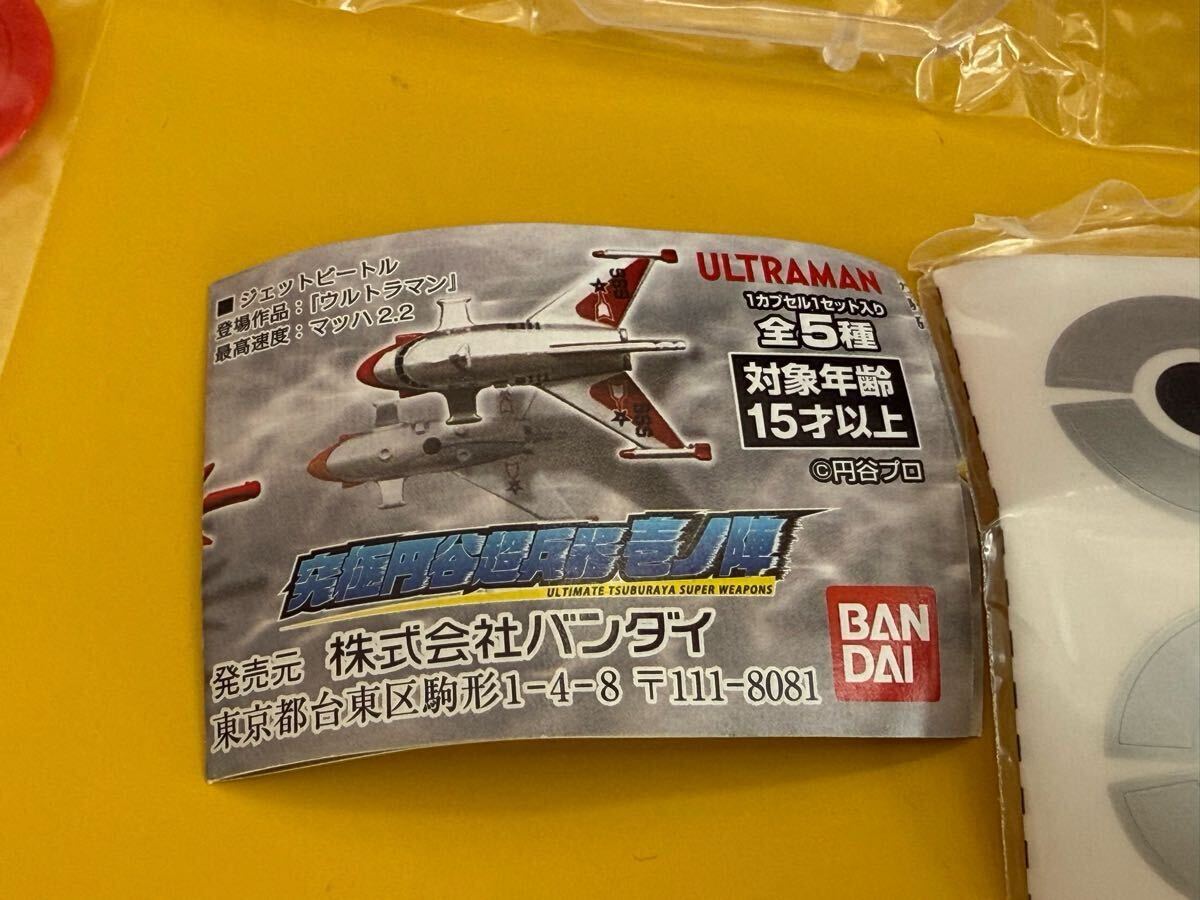 ■ ジェットビートル
登場作品：「ウルトラマン」
最高速度：マッハ2.2
ULTRAMAN
1カプセル1セット入り
全5種
対象年齢
15才以上
©円谷プロ
究極円谷超兵器 壱ノ陣
ULTIMATE TSUBURAYA SUPER WEAPONS
発売元 株式会社バンダイ
東京都台東区駒形1-4-8 〒111-8081
BAN
DAI